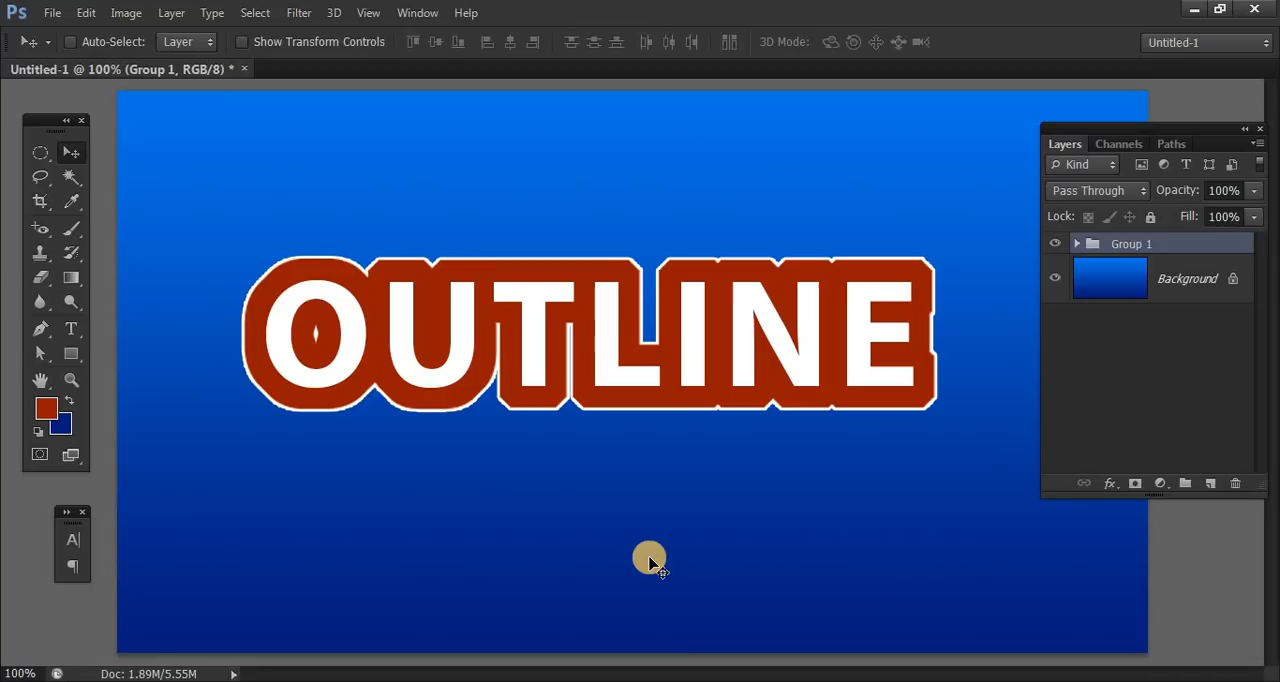 Ps File Edit Image Layer Type Select Filter 3D View Window Help
Auto-Select: Layer Show Transform Controls 3D Mode: Untitled-1
Untitled-1 @ 100% (Group 1, RGB/8) * ×
Layers Channels Paths
Kind T
Pass Through Opacity: 100%
Lock: Fill: 100%
Group 1
Background
OUTLINE
T
A
¶
100% Doc: 1.89M/5.55M